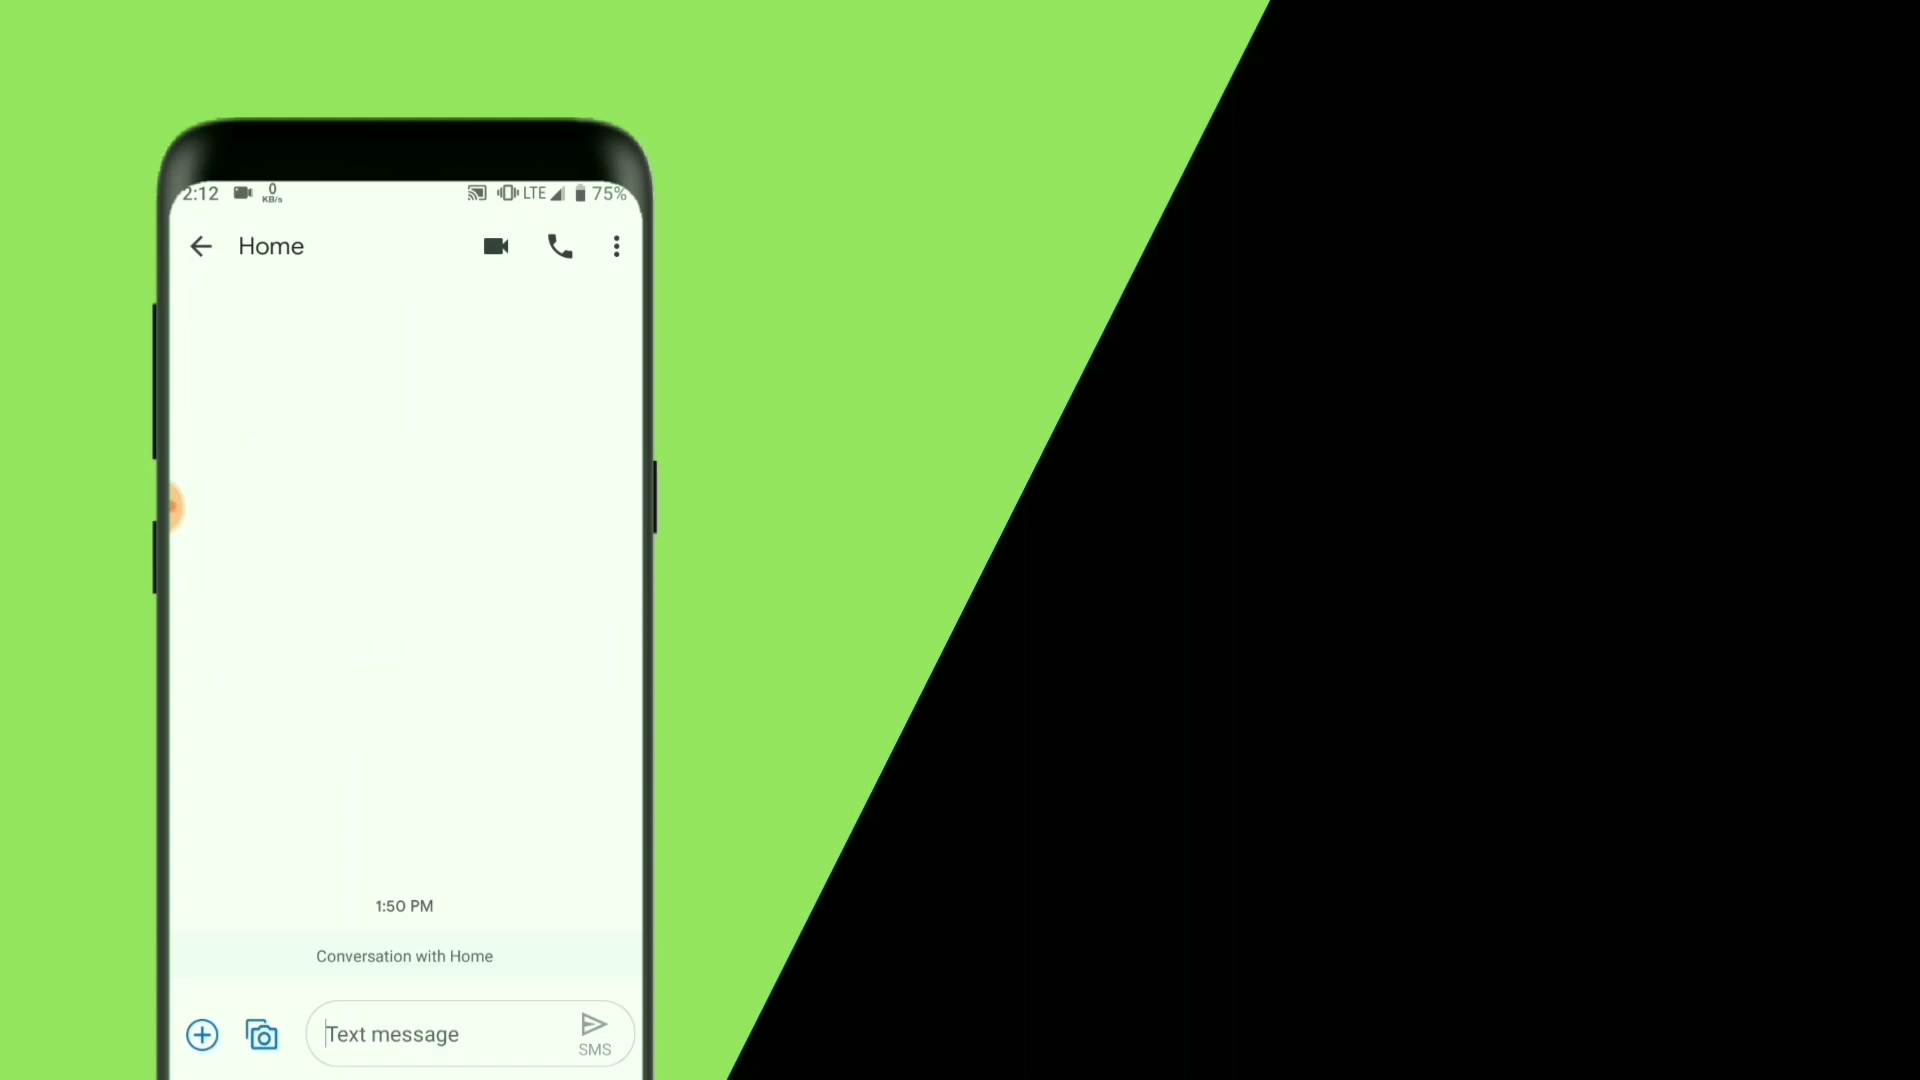 2:12 0 KB/s LTE 75%
Home
1:50 PM
Conversation with Home
Text message
SMS